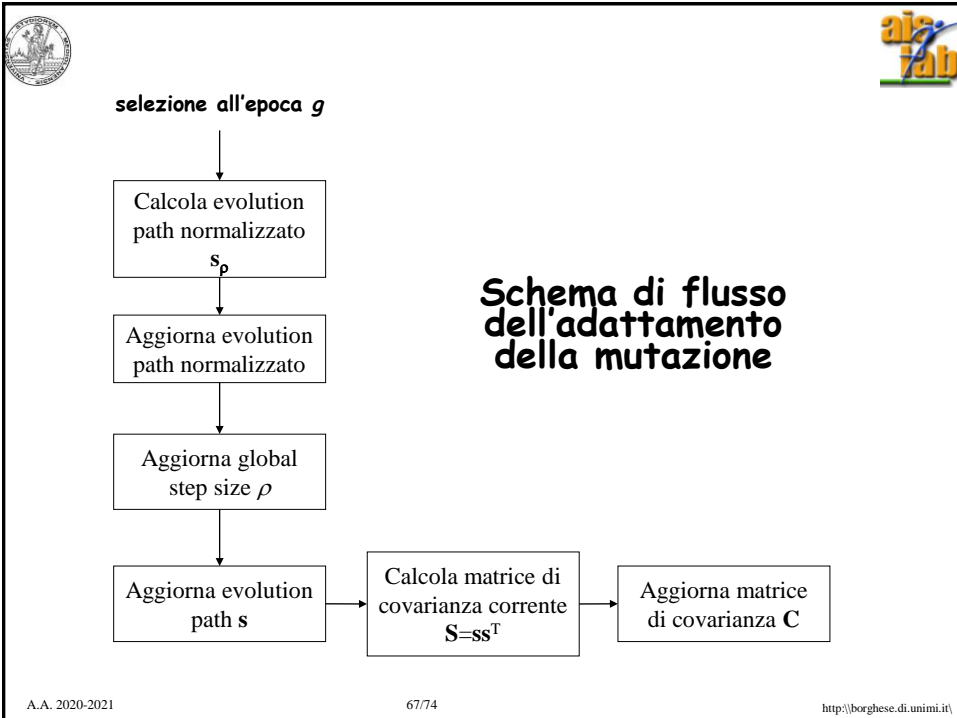 selezione all'epoca g
Calcola evolution
path normalizzato
sρ
Aggiorna evolution
path normalizzato
Aggiorna global
step size ρ
Aggiorna evolution
path s
Calcola matrice di
covarianza corrente
S=ssᵀ
Aggiorna matrice
di covarianza C
Schema di flusso
dell'adattamento
della mutazione
A.A. 2020-2021
67/74
http:\\borghese.di.unimi.it\
ais
lab